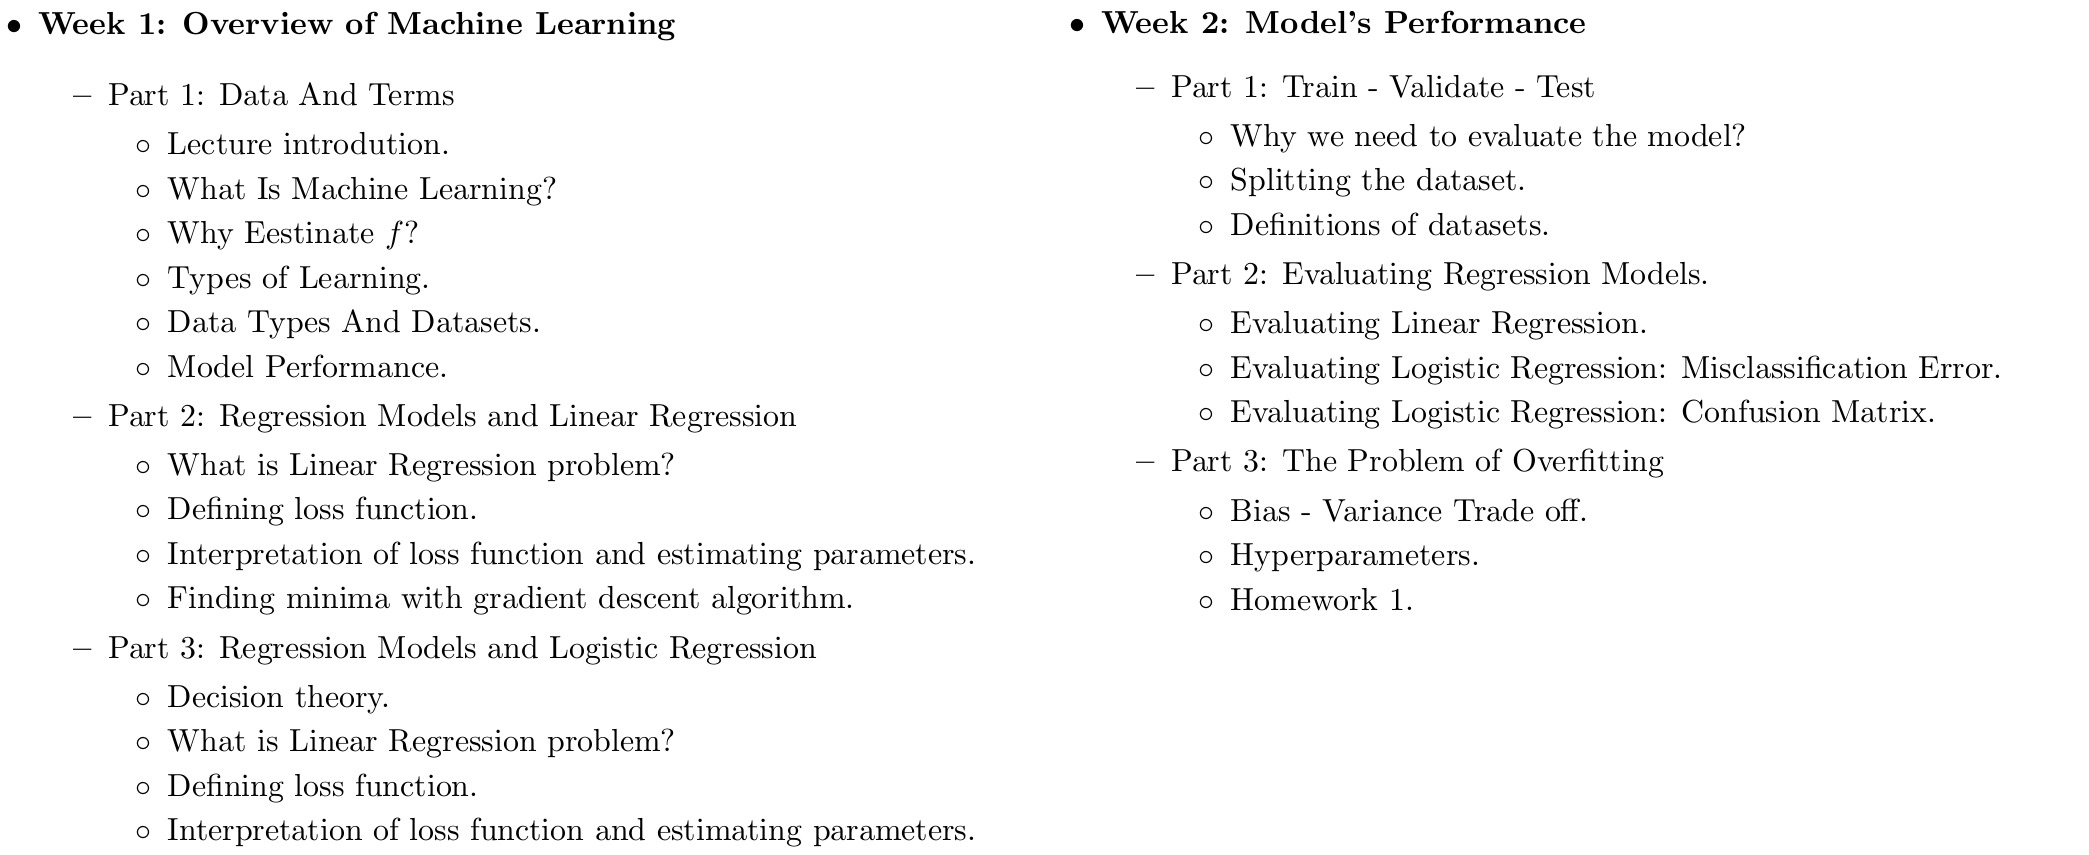 • Week 1: Overview of Machine Learning
– Part 1: Data And Terms
◦ Lecture introdution.
◦ What Is Machine Learning?
◦ Why Eestinate f?
◦ Types of Learning.
◦ Data Types And Datasets.
◦ Model Performance.
– Part 2: Regression Models and Linear Regression
◦ What is Linear Regression problem?
◦ Defining loss function.
◦ Interpretation of loss function and estimating parameters.
◦ Finding minima with gradient descent algorithm.
– Part 3: Regression Models and Logistic Regression
◦ Decision theory.
◦ What is Linear Regression problem?
◦ Defining loss function.
◦ Interpretation of loss function and estimating parameters.
• Week 2: Model's Performance
– Part 1: Train - Validate - Test
◦ Why we need to evaluate the model?
◦ Splitting the dataset.
◦ Definitions of datasets.
– Part 2: Evaluating Regression Models.
◦ Evaluating Linear Regression.
◦ Evaluating Logistic Regression: Misclassification Error.
◦ Evaluating Logistic Regression: Confusion Matrix.
– Part 3: The Problem of Overfitting
◦ Bias - Variance Trade off.
◦ Hyperparameters.
◦ Homework 1.